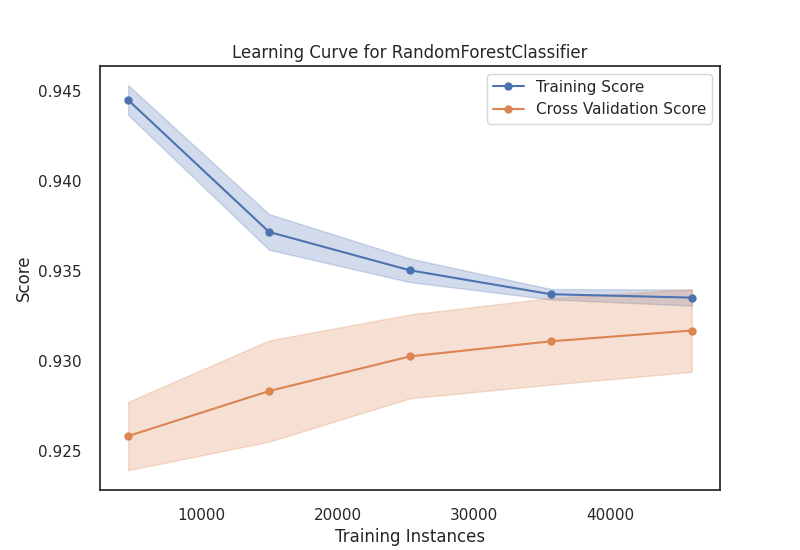 Learning Curve for RandomForestClassifier
Training Score
Cross Validation Score
Score
0.945
0.940
0.935
0.930
0.925
10000 20000 30000 40000
Training Instances